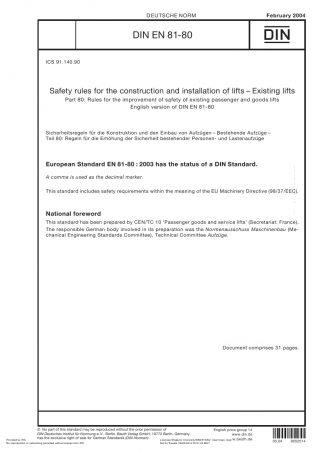 DEUTSCHE NORM
February 2004
DIN EN 81-80
DIN
ICS 91.140.90
Safety rules for the construction and installation of lifts – Existing lifts
Part 80: Rules for the improvement of safety of existing passenger and goods lifts
English version of DIN EN 81-80
Sicherheitsregeln für die Konstruktion und den Einbau von Aufzügen – Bestehende Aufzüge –
Teil 80: Regeln für die Erhöhung der Sicherheit bestehender Personen- und Lastenaufzüge
European Standard EN 81-80 : 2003 has the status of a DIN Standard.
A comma is used as the decimal marker.
This standard includes safety requirements within the meaning of the EU Machinery Directive (98/37/EEC).
National foreword
This standard has been prepared by CEN/TC 10 ‘Passenger goods and service lifts’ (Secretariat: France).
The responsible German body involved in its preparation was the Normenausschuss Maschinenbau (Me-
chanical Engineering Standards Committee), Technical Committee Aufzüge.
Document comprises 31 pages.
© No part of this standard may be reproduced without the prior permission of
DIN Deutsches Institut für Normung e.V., Berlin. Beuth Verlag GmbH, 10772 Berlin, Germany,
has the exclusive right of sale for German Standards (DIN-Normen).
English price group 14
www.din.de
www.beuth.de